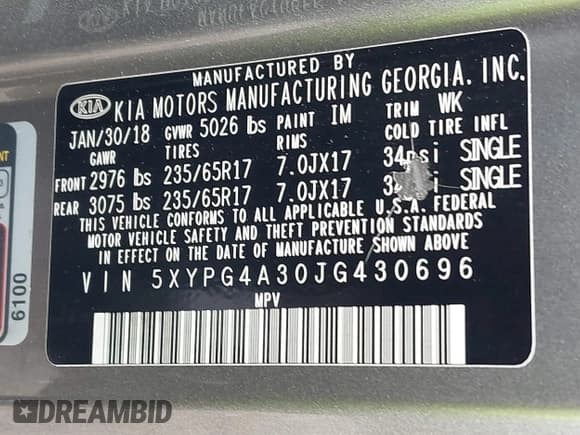 MANUFACTURED BY
KIA KIA MOTORS MANUFACTURING GEORGIA, INC.
JAN/30/18 GVWR 5026 lbs PAINT IM TRIM WK
GAWR TIRES RIMS COLD TIRE INFL
FRONT 2976 lbs 235/65R17 7.0JX17 34psi SINGLE
REAR 3075 lbs 235/65R17 7.0JX17 SINGLE
THIS VEHICLE CONFORMS TO ALL APPLICABLE U.S.A. FEDERAL
MOTOR VEHICLE SAFETY AND THEFT PREVENTION STANDARDS
IN EFFECT ON THE DATE OF MANUFACTURE SHOWN ABOVE
VIN 5XYPG4A30JG430696
MPV
6100
DREAMBID